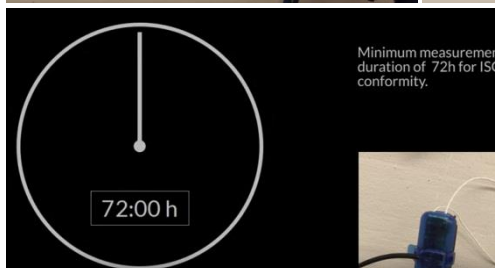 Minimum measuremen
duration of 72h for ISO
conformity.
72:00 h